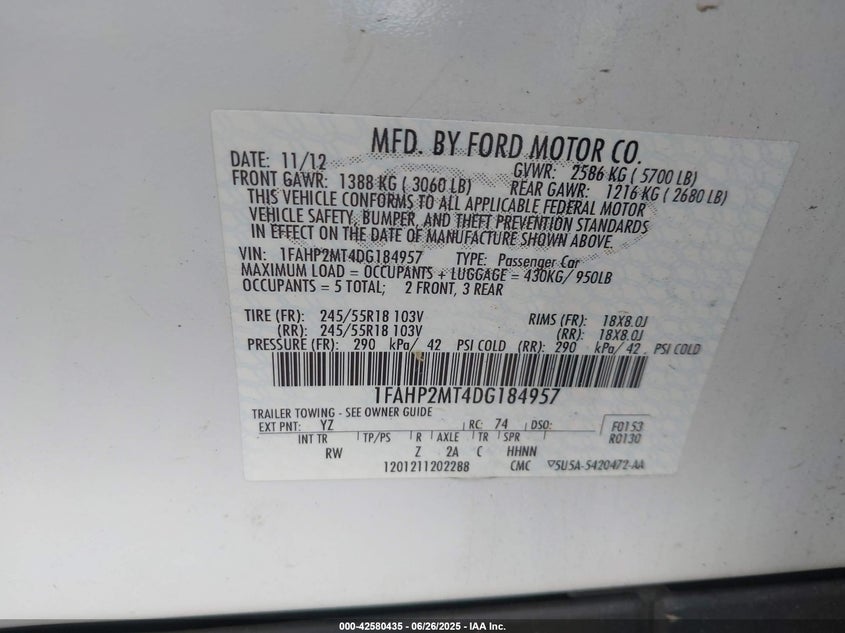 MFD. BY FORD MOTOR CO.
DATE: 11/12 GVWR: 2586 KG ( 5700 LB)
FRONT GAWR: 1388 KG ( 3060 LB) REAR GAWR: 1216 KG ( 2680 LB)
THIS VEHICLE CONFORMS TO ALL APPLICABLE FEDERAL MOTOR
VEHICLE SAFETY, BUMPER, AND THEFT PREVENTION STANDARDS
IN EFFECT ON THE DATE OF MANUFACTURE SHOWN ABOVE.
VIN: 1FAHP2MT4DG184957 TYPE: Passenger Car
MAXIMUM LOAD = OCCUPANTS + LUGGAGE = 430KG/ 950LB
OCCUPANTS = 5 TOTAL; 2 FRONT, 3 REAR
TIRE (FR): 245/55R18 103V RIMS (FR): 18X8.0J
(RR): 245/55R18 103V (RR): 18X8.0J
PRESSURE (FR): 290 kPa/ 42 PSI COLD (RR): 290 kPa/ 42 PSI COLD
1FAHP2MT4DG184957
TRAILER TOWING - SEE OWNER GUIDE
EXT PNT: YZ RC: 74 DSO: F0153
INT TR TP/PS R AXLE TR SPR R0130
RW Z 2A C HHNN
1201211202288 CMC 5U5A-5420472-AA
000-42580435 - 06/26/2025 - IAA Inc.